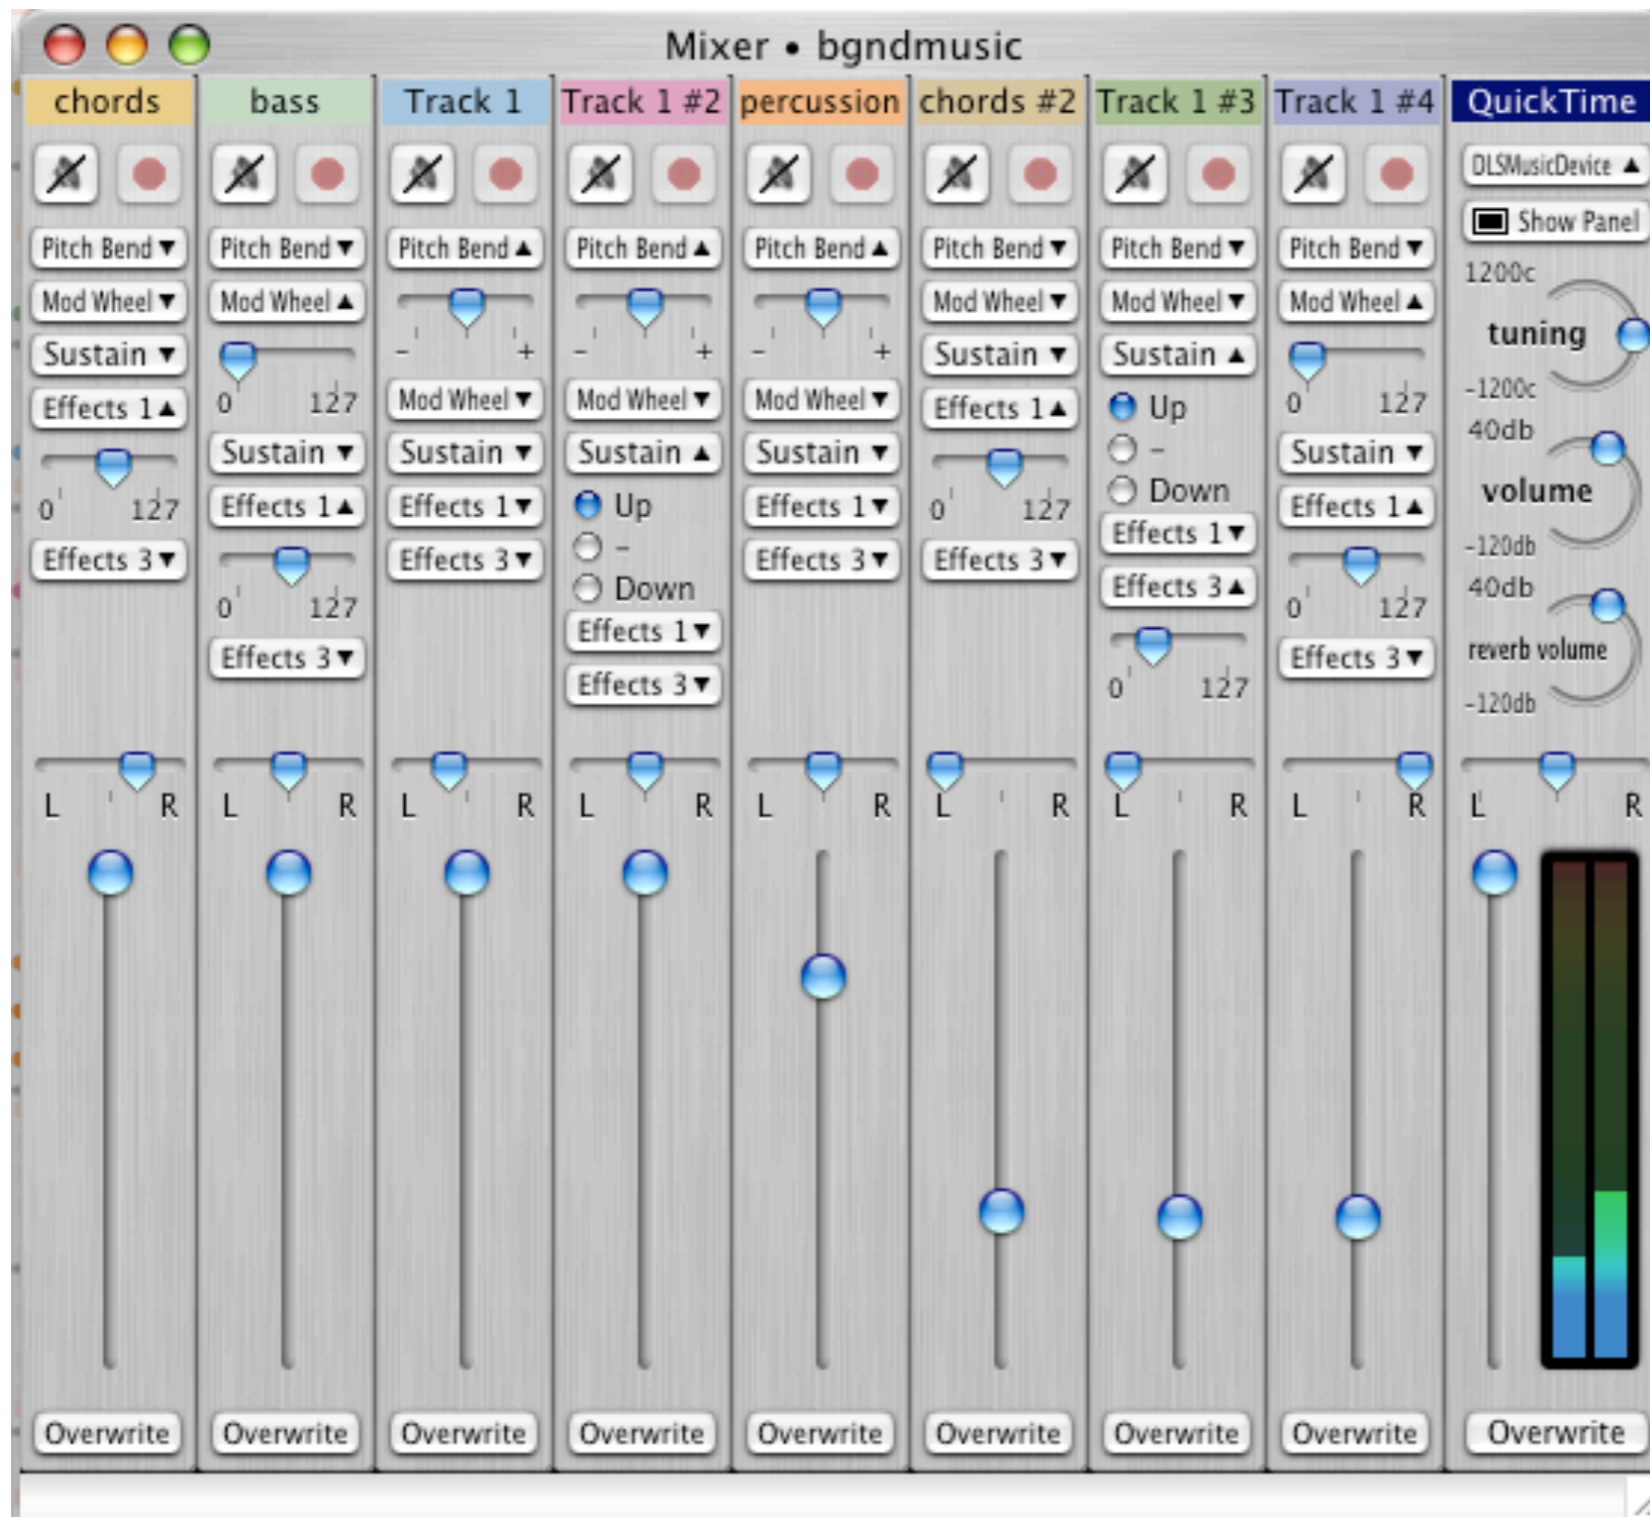 Mixer • bgndmusic
chords
Pitch Bend ▼
Mod Wheel ▼
Sustain ▼
Effects 1 ▲
0 127
Effects 3 ▼
L R
Overwrite
bass
Pitch Bend ▼
Mod Wheel ▲
0 127
Sustain ▼
Effects 1 ▲
0 127
Effects 3 ▼
L R
Overwrite
Track 1
Pitch Bend ▲
- +
Mod Wheel ▼
Sustain ▼
Effects 1 ▼
Effects 3 ▼
L R
Overwrite
Track 1 #2
Pitch Bend ▲
- +
Mod Wheel ▼
Sustain ▲
Up
-
Down
Effects 1 ▼
Effects 3 ▼
L R
Overwrite
percussion
Pitch Bend ▲
- +
Mod Wheel ▼
Sustain ▼
Effects 1 ▼
Effects 3 ▼
L R
Overwrite
chords #2
Pitch Bend ▼
Mod Wheel ▼
Sustain ▼
Effects 1 ▲
0 127
Effects 3 ▼
L R
Overwrite
Track 1 #3
Pitch Bend ▼
Mod Wheel ▼
Sustain ▲
Up
-
Down
Effects 1 ▼
Effects 3 ▲
0 127
L R
Overwrite
Track 1 #4
Pitch Bend ▼
Mod Wheel ▲
0 127
Sustain ▼
Effects 1 ▲
0 127
Effects 3 ▼
L R
Overwrite
QuickTime
DLSMusicDevice ▲
Show Panel
1200c
tuning
-1200c
40db
volume
-120db
40db
reverb volume
-120db
L R
Overwrite